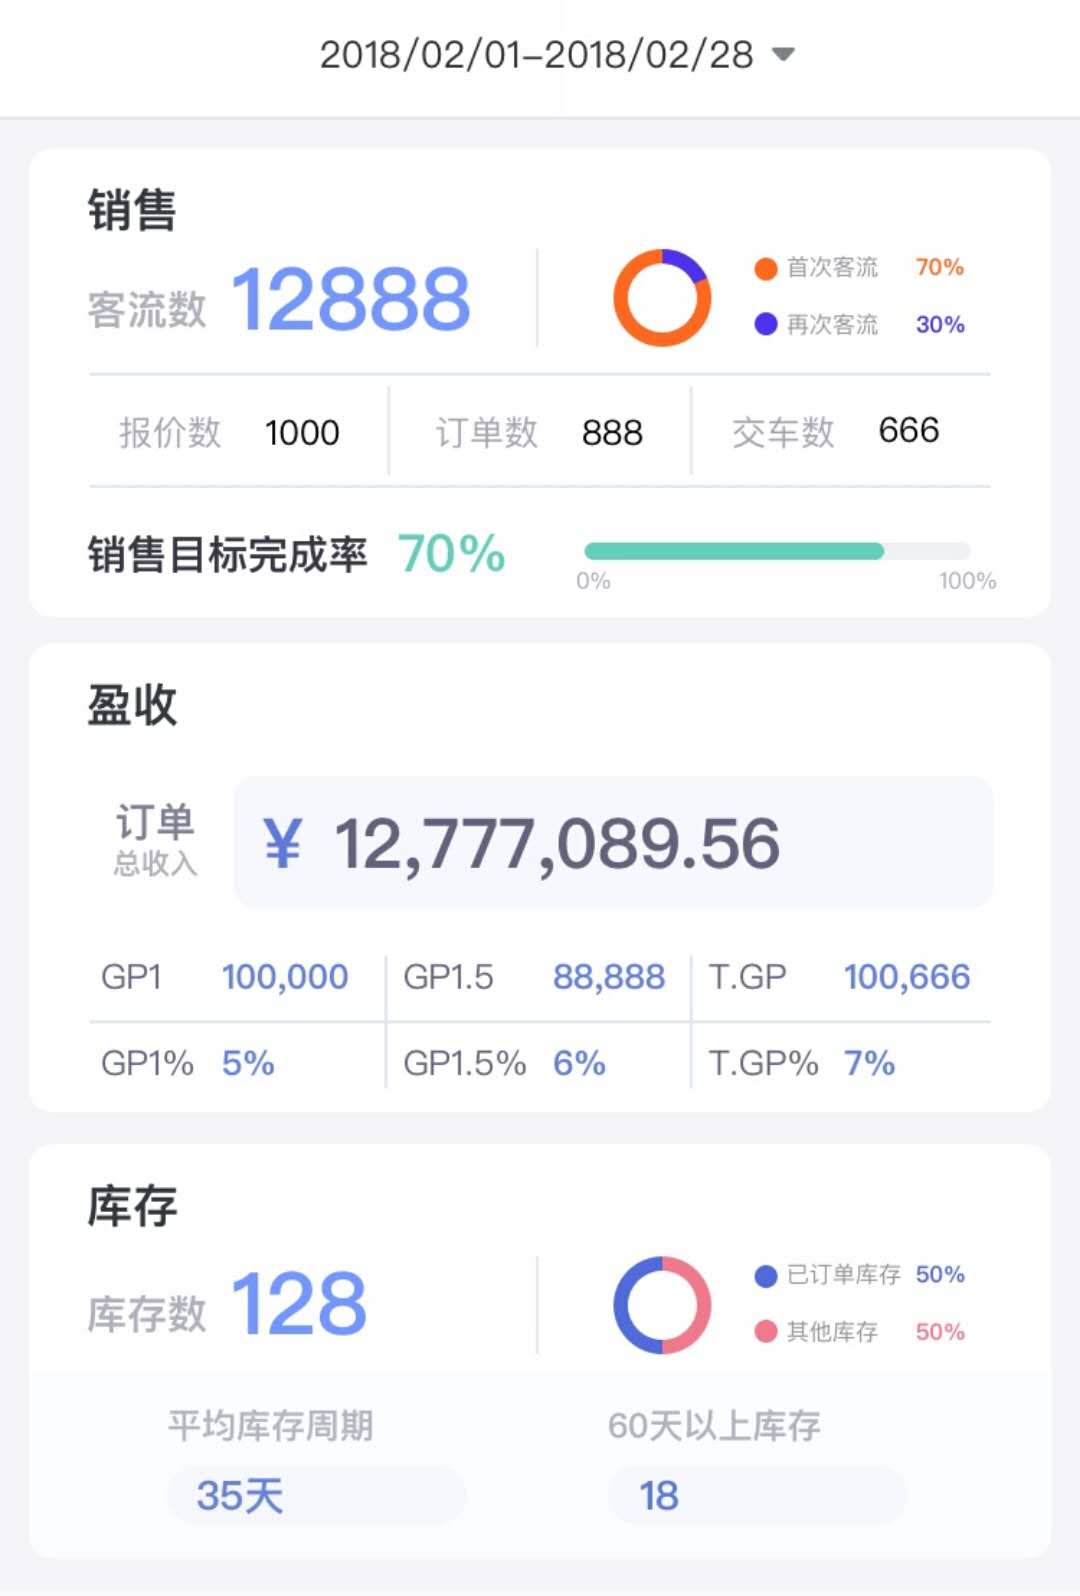 2018/02/01-2018/02/28
销售
客流数 12888
首次客流 70%
再次客流 30%
报价数 1000 订单数 888 交车数 666
销售目标完成率 70%
0% 100%
盈收
订单
总收入
¥ 12,777,089.56
GP1 100,000 GP1.5 88,888 T.GP 100,666
GP1% 5% GP1.5% 6% T.GP% 7%
库存
库存数 128
已订单库存 50%
其他库存 50%
平均库存周期 60天以上库存
35天 18